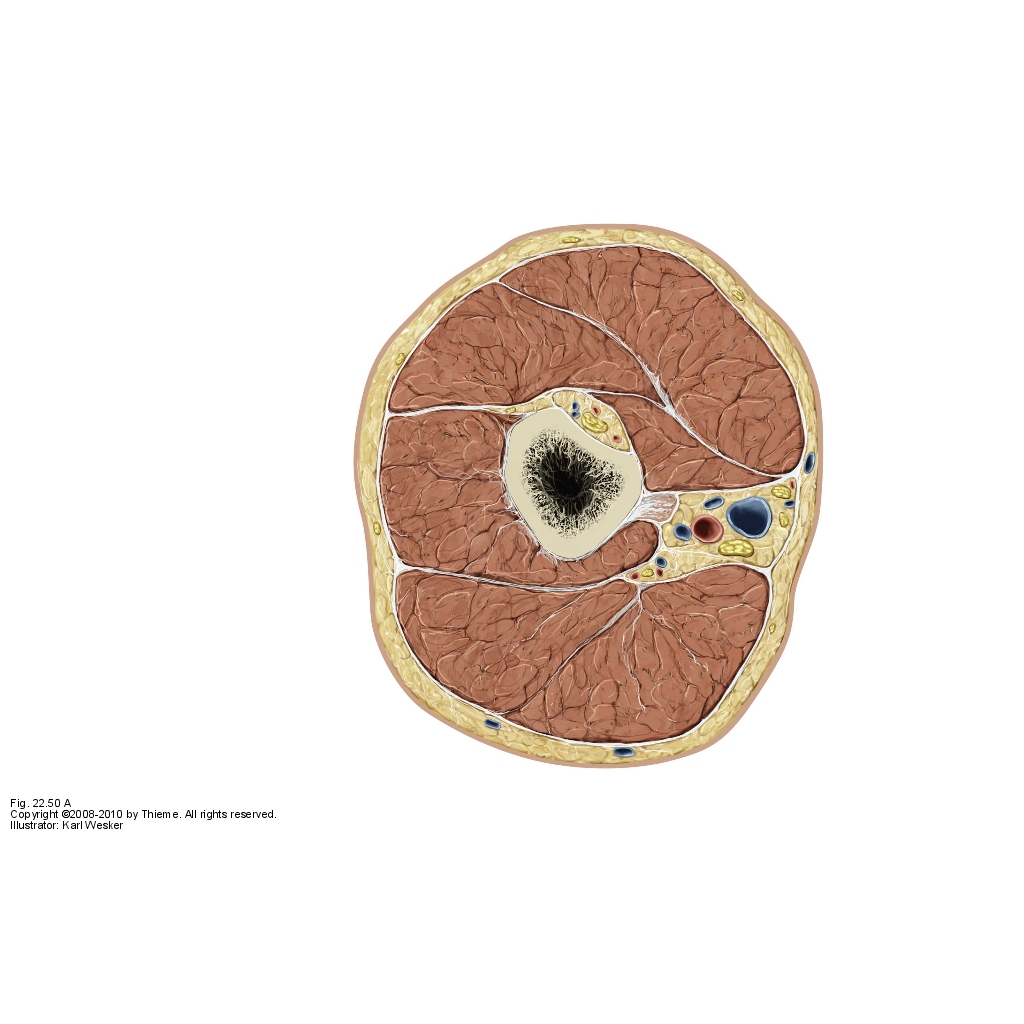 Fig. 22.50 A
Copyright ©2008-2010 by Thieme. All rights reserved.
Illustrator: Karl Wesker